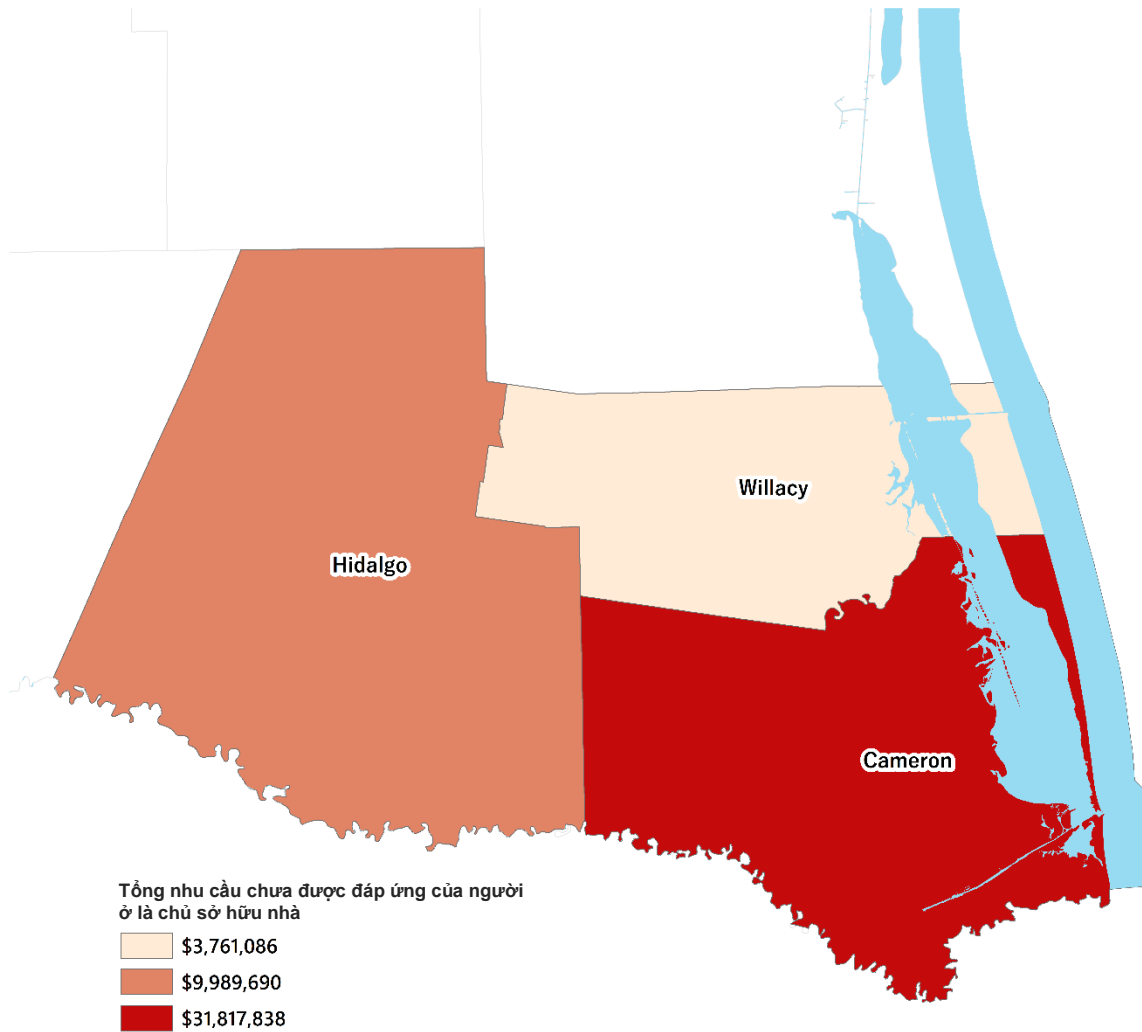 Willacy
Hidalgo
Cameron
Tổng nhu cầu chưa được đáp ứng của người
ở là chủ sở hữu nhà
$3,761,086
$9,989,690
$31,817,838